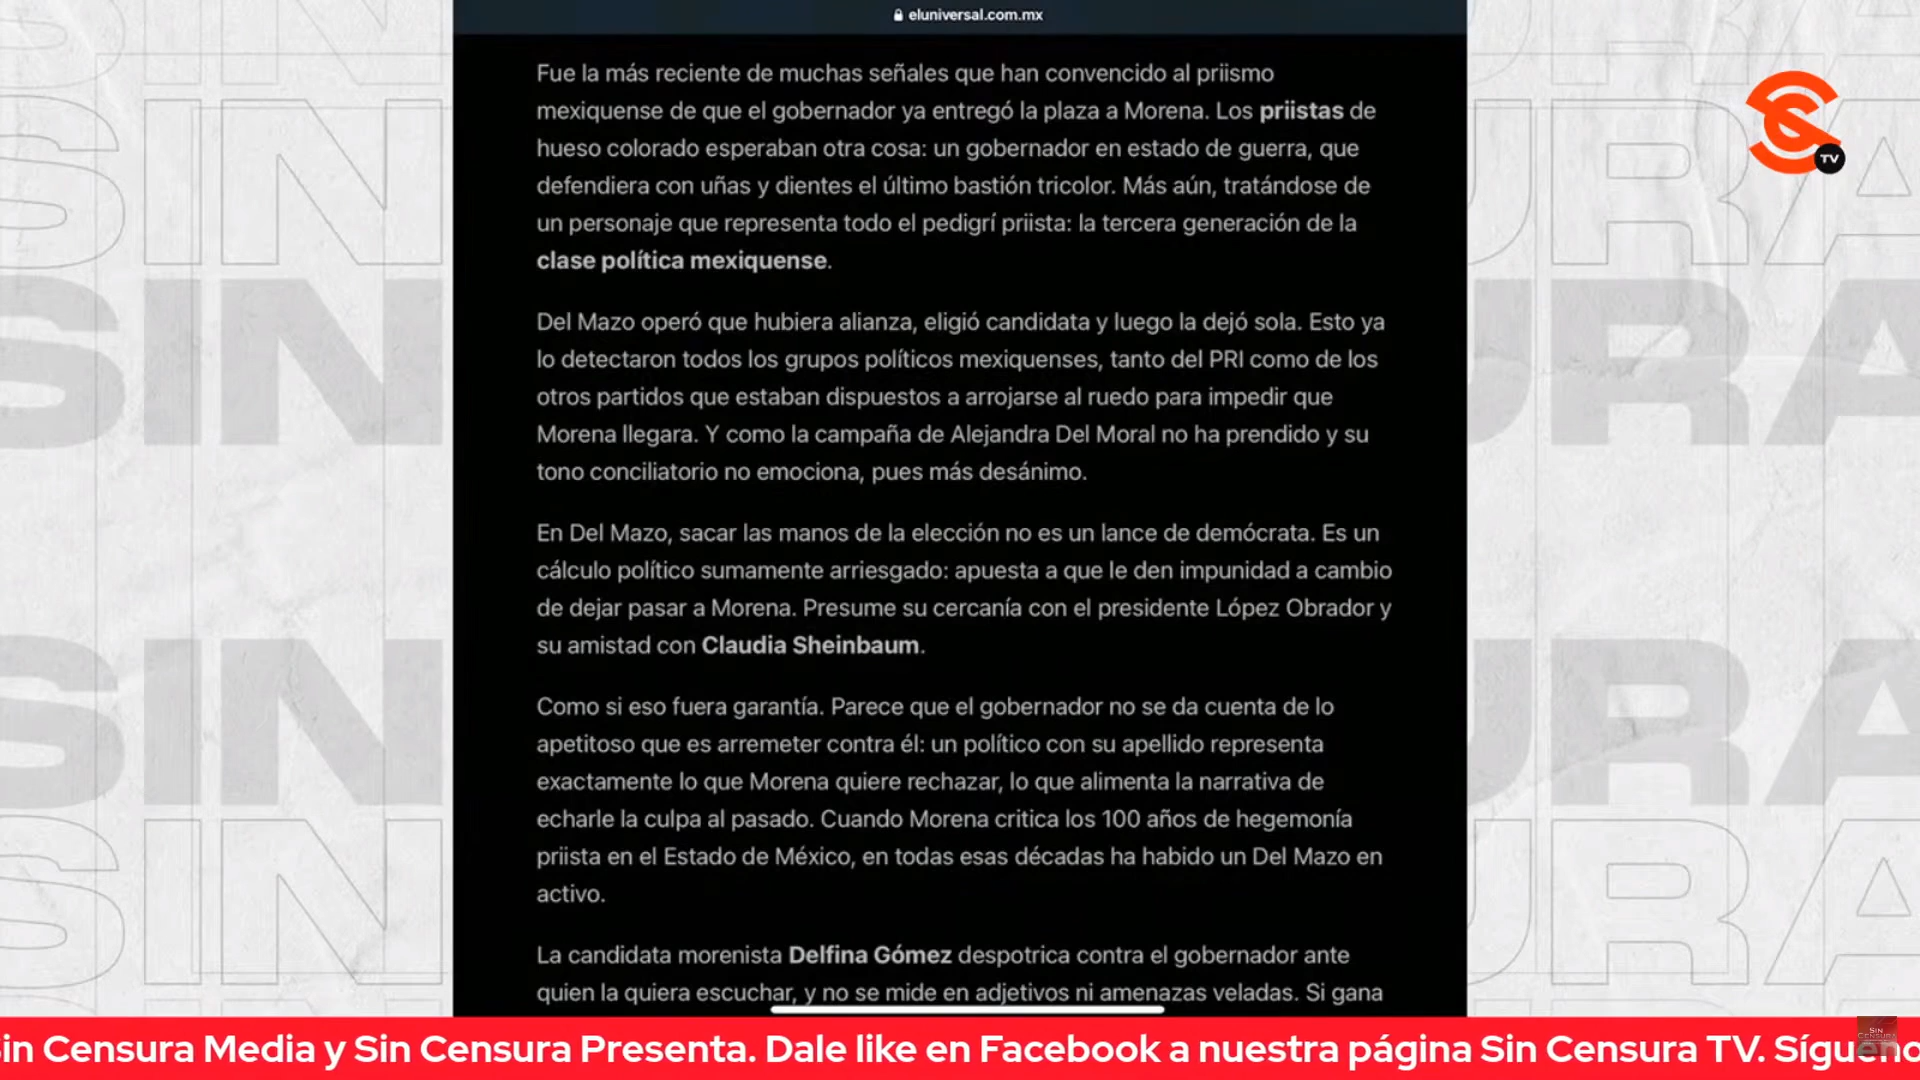 eluniversal.com.mx
Fue la más reciente de muchas señales que han convencido al priismo
mexiquense de que el gobernador ya entregó la plaza a Morena. Los priistas de
hueso colorado esperaban otra cosa: un gobernador en estado de guerra, que
defendiera con uñas y dientes el último bastión tricolor. Más aún, tratándose de
un personaje que representa todo el pedigrí priista: la tercera generación de la
clase política mexiquense.
Del Mazo operó que hubiera alianza, eligió candidata y luego la dejó sola. Esto ya
lo detectaron todos los grupos políticos mexiquenses, tanto del PRI como de los
otros partidos que estaban dispuestos a arrojarse al ruedo para impedir que
Morena llegara. Y como la campaña de Alejandra Del Moral no ha prendido y su
tono conciliatorio no emociona, pues más desánimo.
En Del Mazo, sacar las manos de la elección no es un lance de demócrata. Es un
cálculo político sumamente arriesgado: apuesta a que le den impunidad a cambio
de dejar pasar a Morena. Presume su cercanía con el presidente López Obrador y
su amistad con Claudia Sheinbaum.
Como si eso fuera garantía. Parece que el gobernador no se da cuenta de lo
apetitoso que es arremeter contra él: un político con su apellido representa
exactamente lo que Morena quiere rechazar, lo que alimenta la narrativa de
echarle la culpa al pasado. Cuando Morena critica los 100 años de hegemonía
priista en el Estado de México, en todas esas décadas ha habido un Del Mazo en
activo.
La candidata morenista Delfina Gómez despotrica contra el gobernador ante
quien la quiera escuchar, y no se mide en adjetivos ni amenazas veladas. Si gana
TV
SIN
SIN
SIN
SIN
URA
URA
URA
URA
in Censura Media y Sin Censura Presenta. Dale like en Facebook a nuestra página Sin Censura TV. Sígueno
SIN
CENSURA